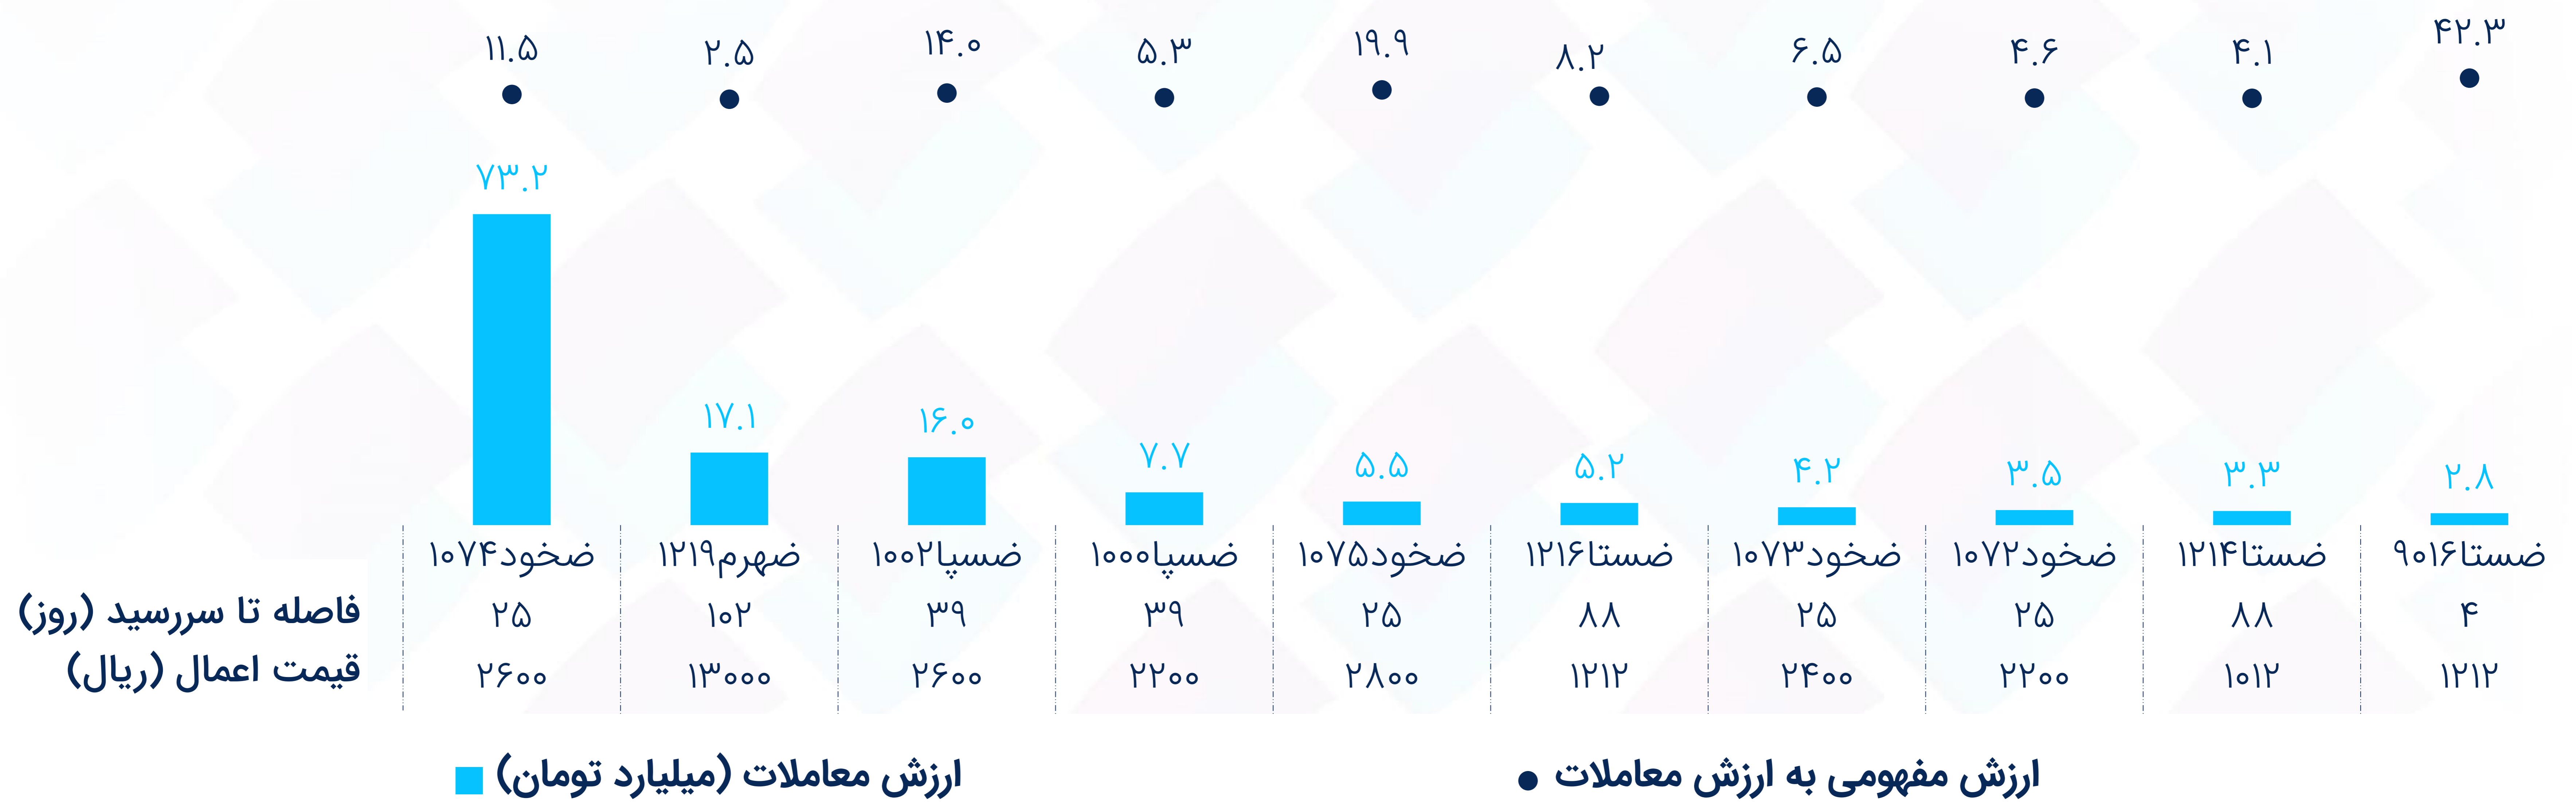 ۱۱.۵ ۲.۵ ۱۴.۰ ۵.۳ ۱۹.۹ ۸.۲ ۶.۵ ۴.۶ ۴.۱ ۴۲.۳
۷۳.۲ ۱۷.۱ ۱۶.۰ ۷.۷ ۵.۵ ۵.۲ ۴.۲ ۳.۵ ۳.۳ ۲.۸
ضخود۱۰۷۴ ضهرم۱۲۱۹ ضسپا۱۰۰۲ ضسپا۱۰۰۰ ضخود۱۰۷۵ ضستا۱۲۱۶ ضخود۱۰۷۳ ضخود۱۰۷۲ ضستا۱۲۱۴ ضستا۹۰۱۶
فاصله تا سررسید (روز) ۲۵ ۱۰۲ ۳۹ ۳۹ ۲۵ ۸۸ ۲۵ ۲۵ ۸۸ ۴
قیمت اعمال (ریال) ۲۶۰۰ ۱۳۰۰۰ ۲۶۰۰ ۲۲۰۰ ۲۸۰۰ ۱۲۱۲ ۲۴۰۰ ۲۲۰۰ ۱۰۱۲ ۱۲۱۲
ارزش معاملات (میلیارد تومان)
ارزش مفهومی به ارزش معاملات